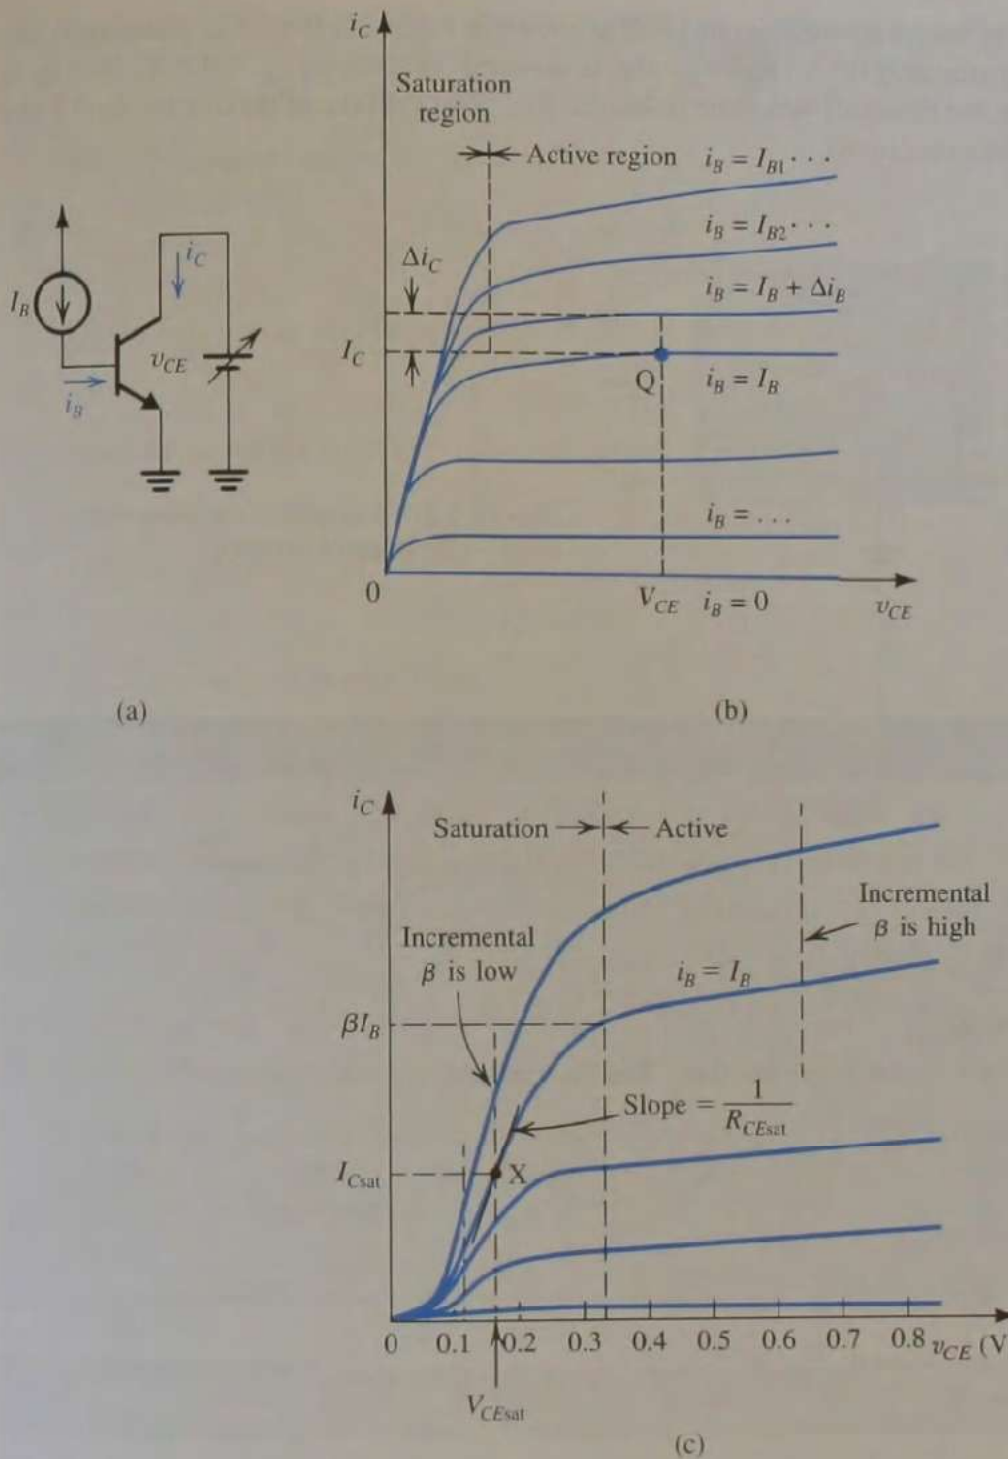 i_C
Saturation
region
Active region
i_B = I_B1 · · ·
i_B = I_B2 · · ·
Δi_C
i_B = I_B + Δi_B
I_C
Q
i_B = I_B
i_B = . . .
0
V_CE
i_B = 0
v_CE
(b)
i_C
I_B
v_CE
i_B
(a)
i_C
Saturation
Active
Incremental
β is high
Incremental
β is low
i_B = I_B
βI_B
Slope = 1/R_CEsat
I_Csat
X
0 0.1 0.2 0.3 0.4 0.5 0.6 0.7 0.8 v_CE (V
V_CEsat
(c)